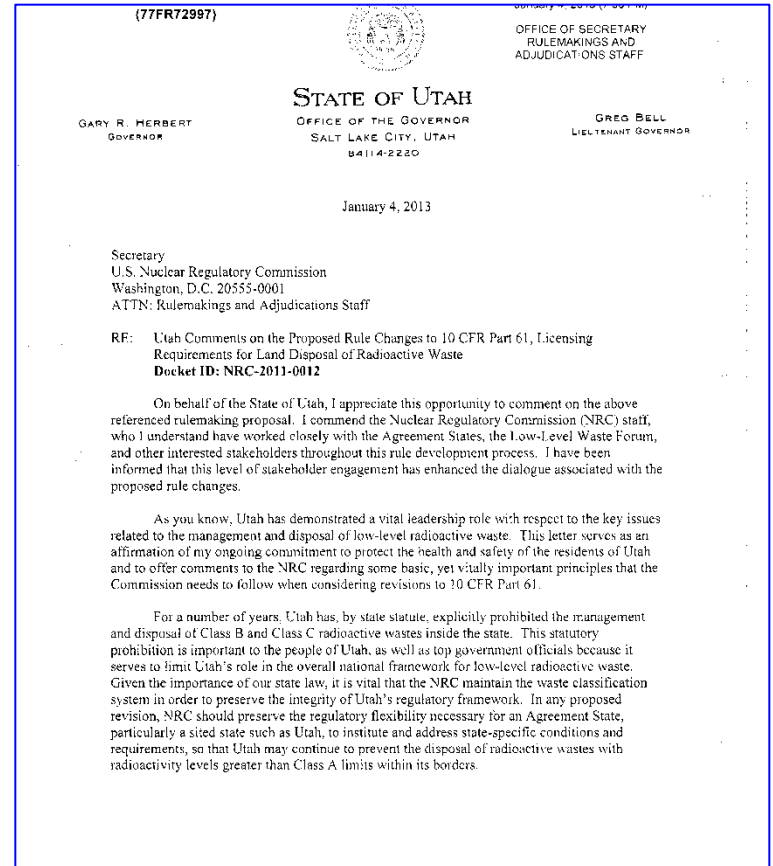 (77FR72997)
OFFICE OF SECRETARY
RULEMAKINGS AND
ADJUDICATIONS STAFF
STATE OF UTAH
GARY R. HERBERT
GOVERNOR
OFFICE OF THE GOVERNOR
SALT LAKE CITY, UTAH
84114-2220
GREG BELL
LIEUTENANT GOVERNOR
January 4, 2013
Secretary
U.S. Nuclear Regulatory Commission
Washington, D.C. 20555-0001
ATTN: Rulemakings and Adjudications Staff
RE: Utah Comments on the Proposed Rule Changes to 10 CFR Part 61, Licensing
Requirements for Land Disposal of Radioactive Waste
Docket ID: NRC-2011-0012
On behalf of the State of Utah, I appreciate this opportunity to comment on the above
referenced rulemaking proposal. I commend the Nuclear Regulatory Commission (NRC) staff,
who I understand have worked closely with the Agreement States, the Low-Level Waste Forum,
and other interested stakeholders throughout this rule development process. I have been
informed that this level of stakeholder engagement has enhanced the dialogue associated with the
proposed rule changes.
As you know, Utah has demonstrated a vital leadership role with respect to the key issues
related to the management and disposal of low-level radioactive waste. This letter serves as an
affirmation of my ongoing commitment to protect the health and safety of the residents of Utah
and to offer comments to the NRC regarding some basic, yet vitally important principles that the
Commission needs to follow when considering revisions to 10 CFR Part 61.
For a number of years, Utah has, by state statute, explicitly prohibited the management
and disposal of Class B and Class C radioactive wastes inside the state. This statutory
prohibition is important to the people of Utah, as well as top government officials because it
serves to limit Utah's role in the overall national framework for low-level radioactive waste.
Given the importance of our state law, it is vital that the NRC maintain the waste classification
system in order to preserve the integrity of Utah's regulatory framework. In any proposed
revision, NRC should preserve the regulatory flexibility necessary for an Agreement State,
particularly a sited state such as Utah, to institute and address state-specific conditions and
requirements, so that Utah may continue to prevent the disposal of radioactive wastes with
radioactivity levels greater than Class A limits within its borders.